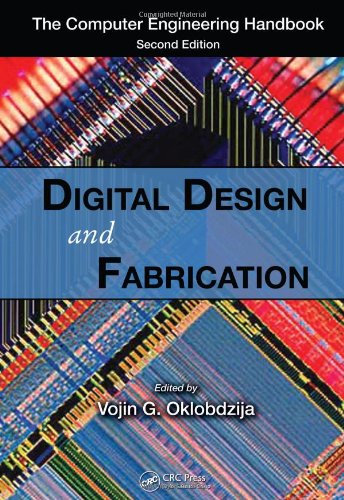 The Computer Engineering Handbook
Second Edition
DIGITAL DESIGN
and
FABRICATION
Edited by
Vojin G. Oklobdzija
CRC Press